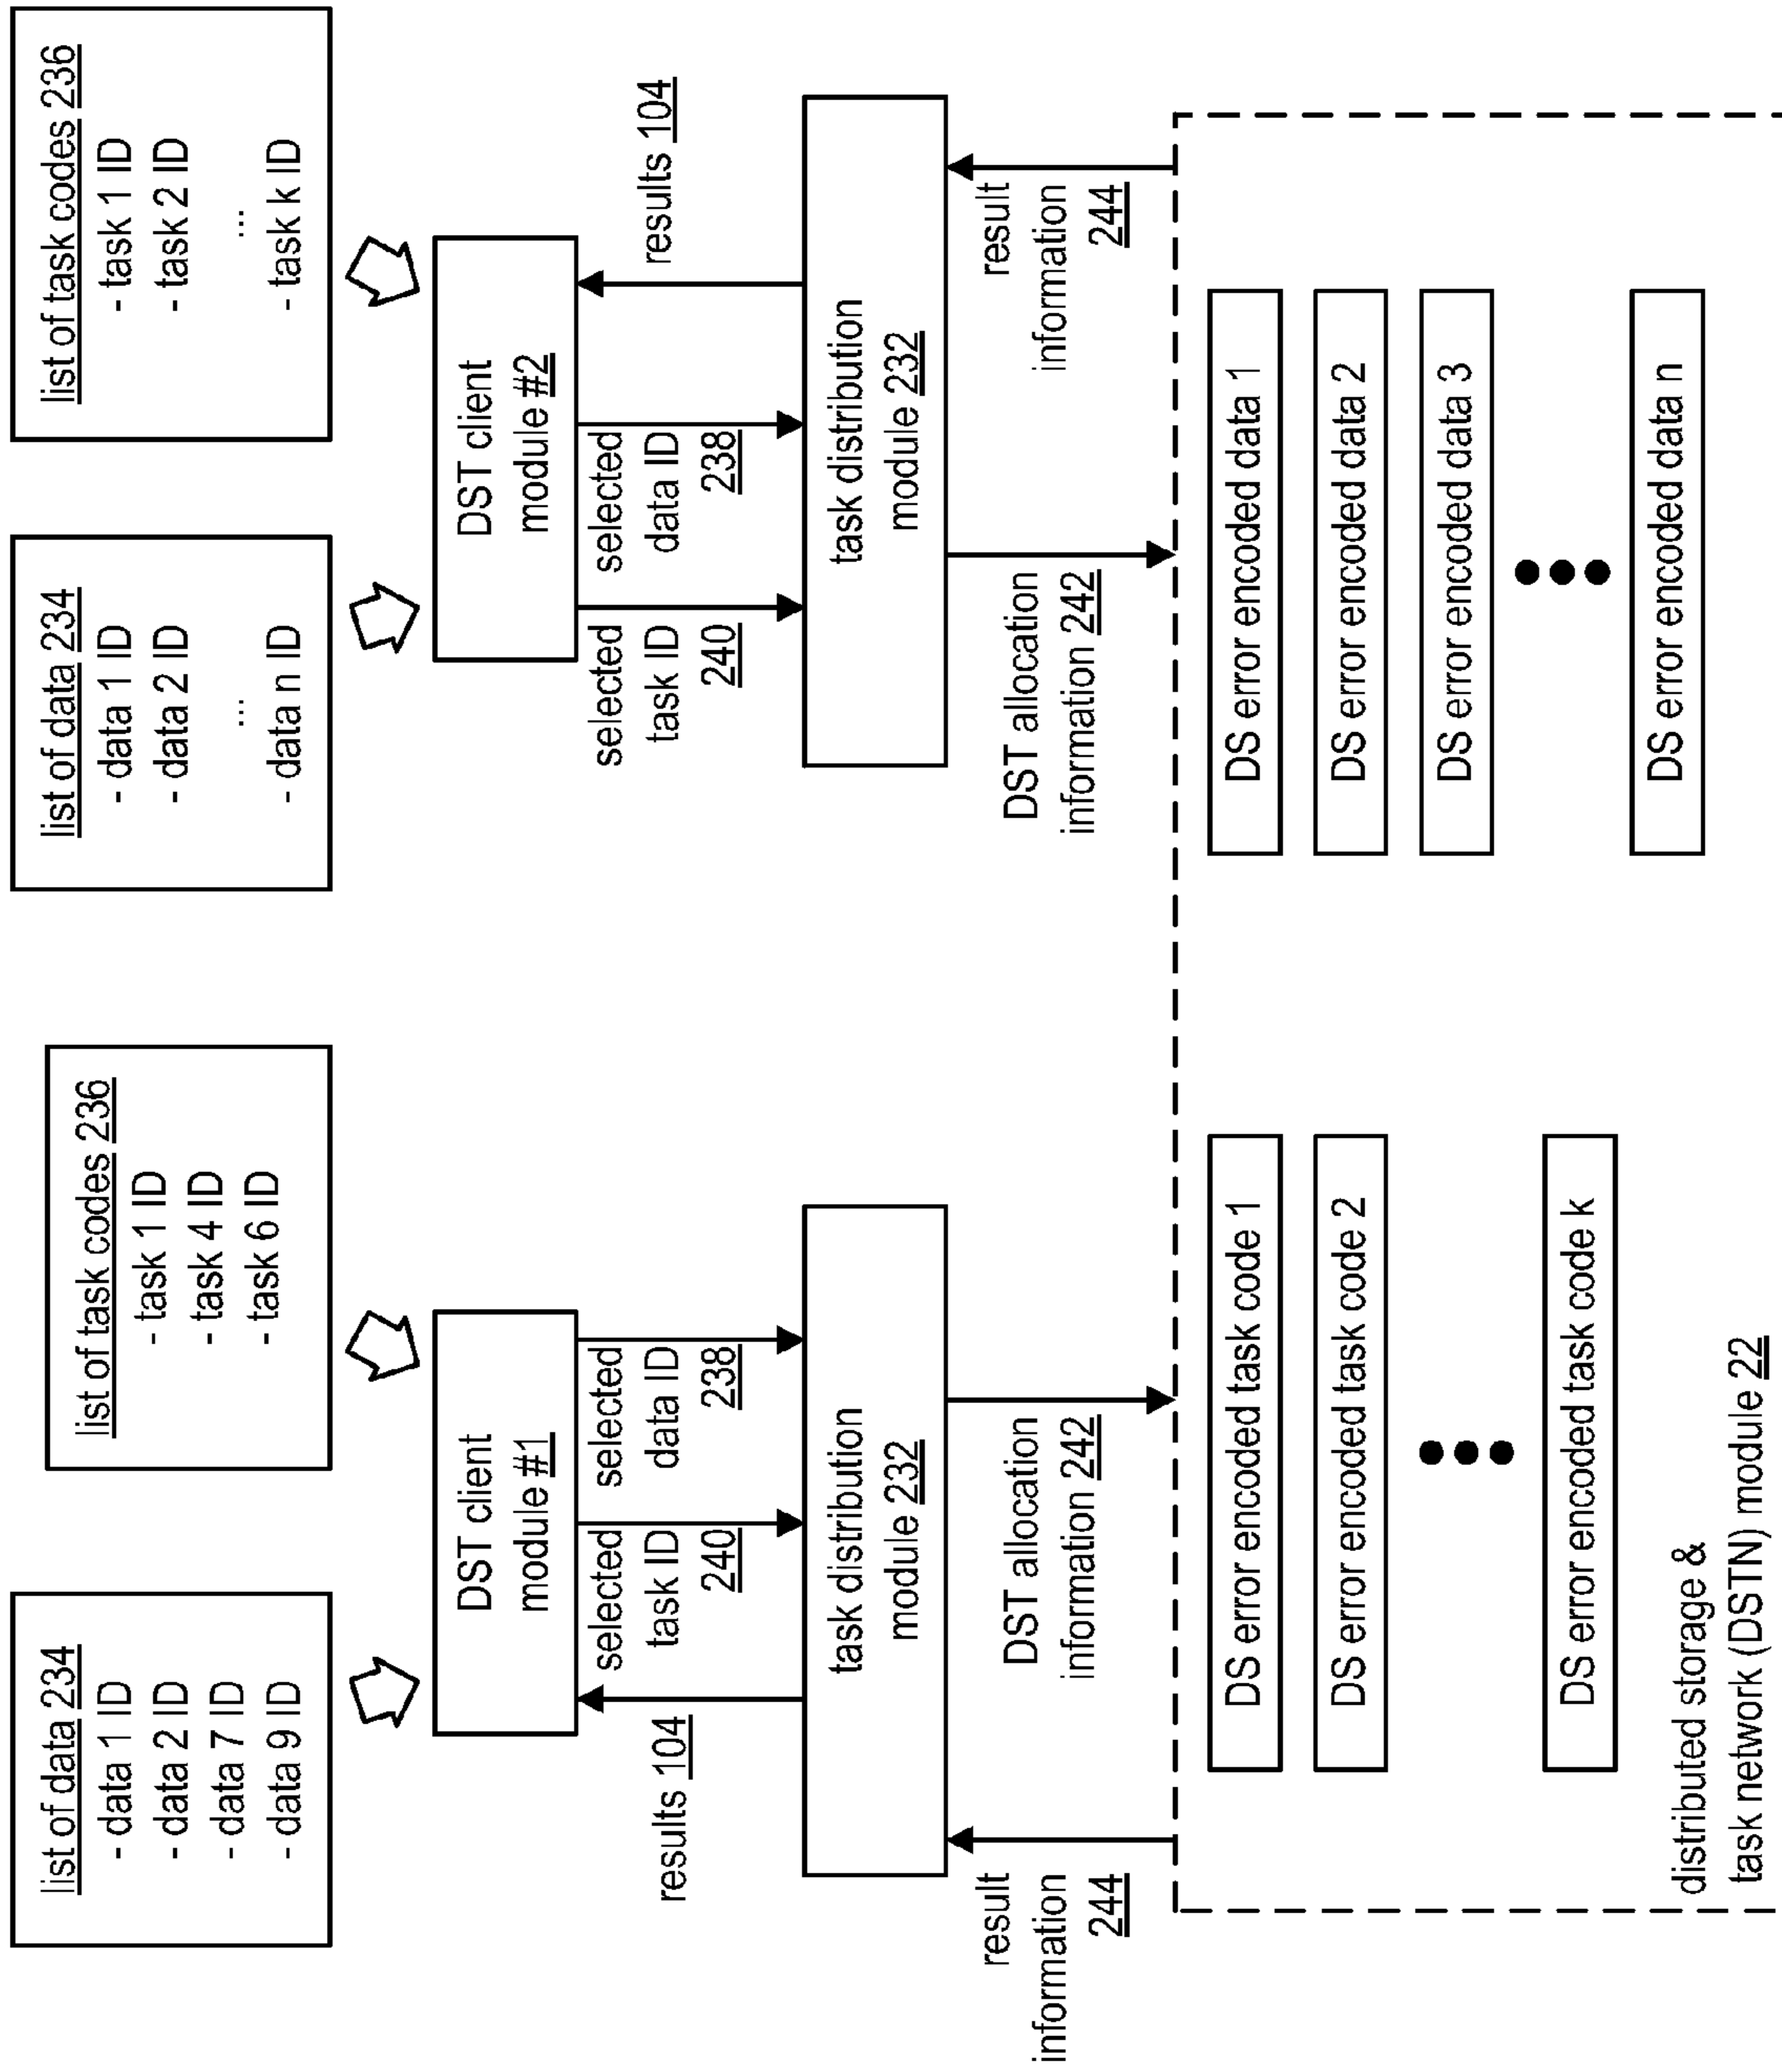 list of data 234
- data 1 ID
- data 2 ID
- data 7 ID
- data 9 ID
list of task codes 236
- task 1 ID
- task 4 ID
- task 6 ID
list of data 234
- data 1 ID
- data 2 ID
...
- data n ID
list of task codes 236
- task 1 ID
- task 2 ID
...
- task k ID
DST client
module #1
DST client
module #2
results 104
selected
task ID
240
selected
data ID
238
selected
task ID
240
selected
data ID
238
results 104
task distribution
module 232
task distribution
module 232
result
information
244
DST allocation
information 242
DST allocation
information 242
result
information
244
DS error encoded task code 1
DS error encoded task code 2
DS error encoded task code k
DS error encoded data 1
DS error encoded data 2
DS error encoded data 3
DS error encoded data n
distributed storage &
task network (DSTN) module 22